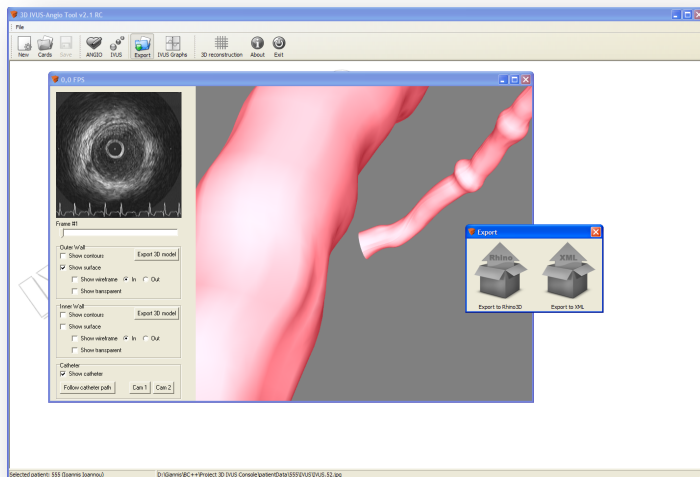 3D IVUS-Angio Tool v2.1 RC
File
New Cards Save ANGIO IVUS Export IVUS Graphs 3D reconstruction About Exit
0.0 FPS
Frame #1
Outer Wall
Show contours Export 3D model
Show surface
Show wireframe In Out
Show transparent
Inner Wall
Show contours Export 3D model
Show surface
Show wireframe In Out
Show transparent
Catheter
Show catheter
Follow catheter path Cam 1 Cam 2
Export
Rhino XML
Export to Rhino3D Export to XML
Selected patient: 555 (Ioannis Ioannou) D:\Giannis\BC++\Project 3D IVUS Console\patientData\555\IVUS\IVUS.52.jpg